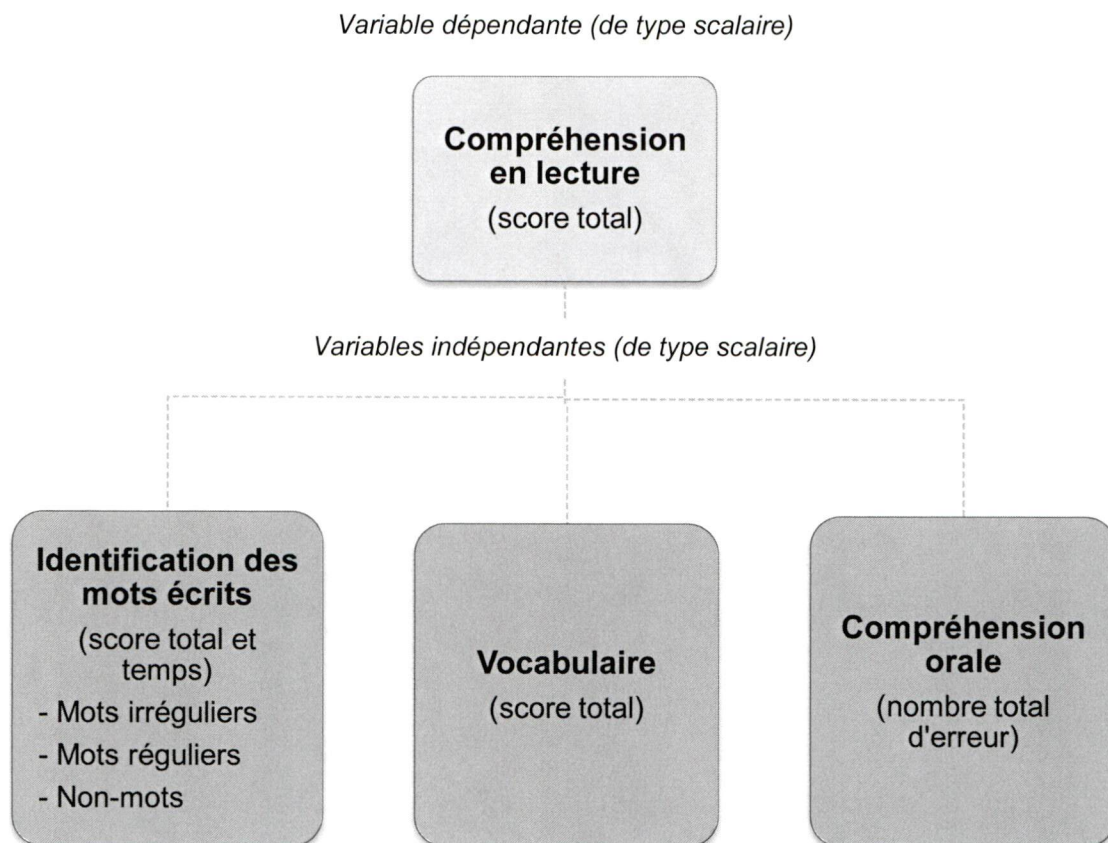 Variable dépendante (de type scalaire)
Compréhension
en lecture
(score total)
Variables indépendantes (de type scalaire)
Identification des
mots écrits
(score total et
temps)
- Mots irréguliers
- Mots réguliers
- Non-mots
Vocabulaire
(score total)
Compréhension
orale
(nombre total
d'erreur)